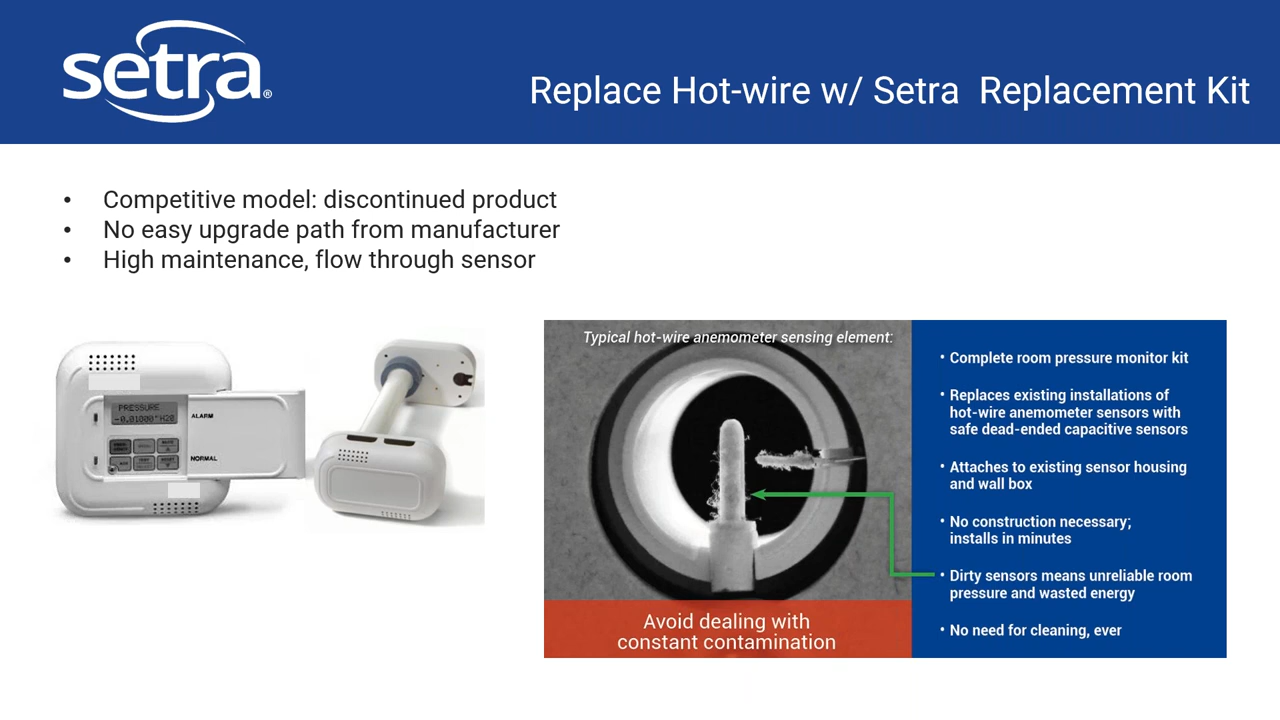 setra®
Replace Hot-wire w/ Setra Replacement Kit
• Competitive model: discontinued product
• No easy upgrade path from manufacturer
• High maintenance, flow through sensor
PRESSURE
-0.01000"H2O
ALARM
NORMAL
Typical hot-wire anemometer sensing element:
Avoid dealing with
constant contamination
• Complete room pressure monitor kit
• Replaces existing installations of
hot-wire anemometer sensors with
safe dead-ended capacitive sensors
• Attaches to existing sensor housing
and wall box
• No construction necessary;
installs in minutes
• Dirty sensors means unreliable room
pressure and wasted energy
• No need for cleaning, ever